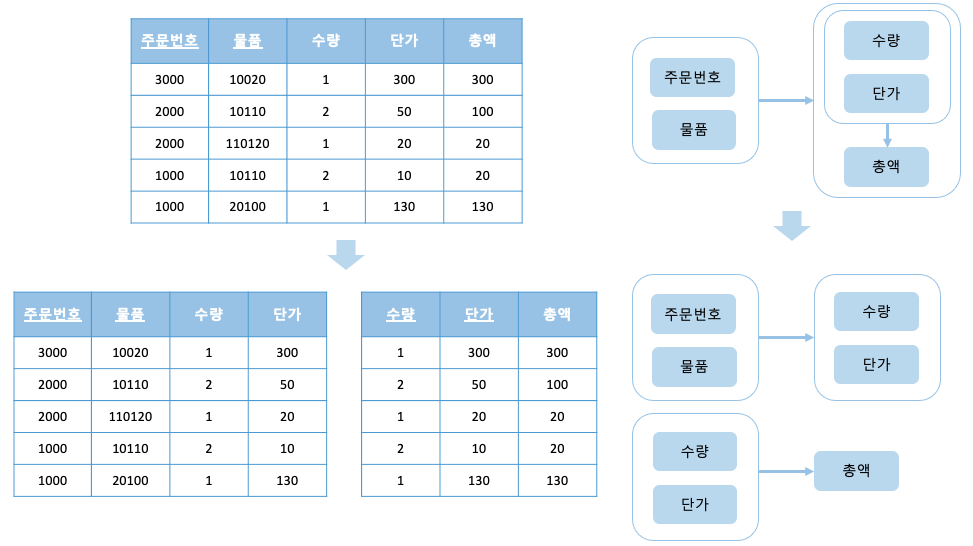 주문번호 물품 수량 단가 총액
3000 10020 1 300 300
2000 10110 2 50 100
2000 110120 1 20 20
1000 10110 2 10 20
1000 20100 1 130 130
주문번호
물품
수량
단가
총액
주문번호 물품 수량 단가
3000 10020 1 300
2000 10110 2 50
2000 110120 1 20
1000 10110 2 10
1000 20100 1 130
수량 단가 총액
1 300 300
2 50 100
1 20 20
2 10 20
1 130 130
주문번호
물품
수량
단가
수량
단가
총액